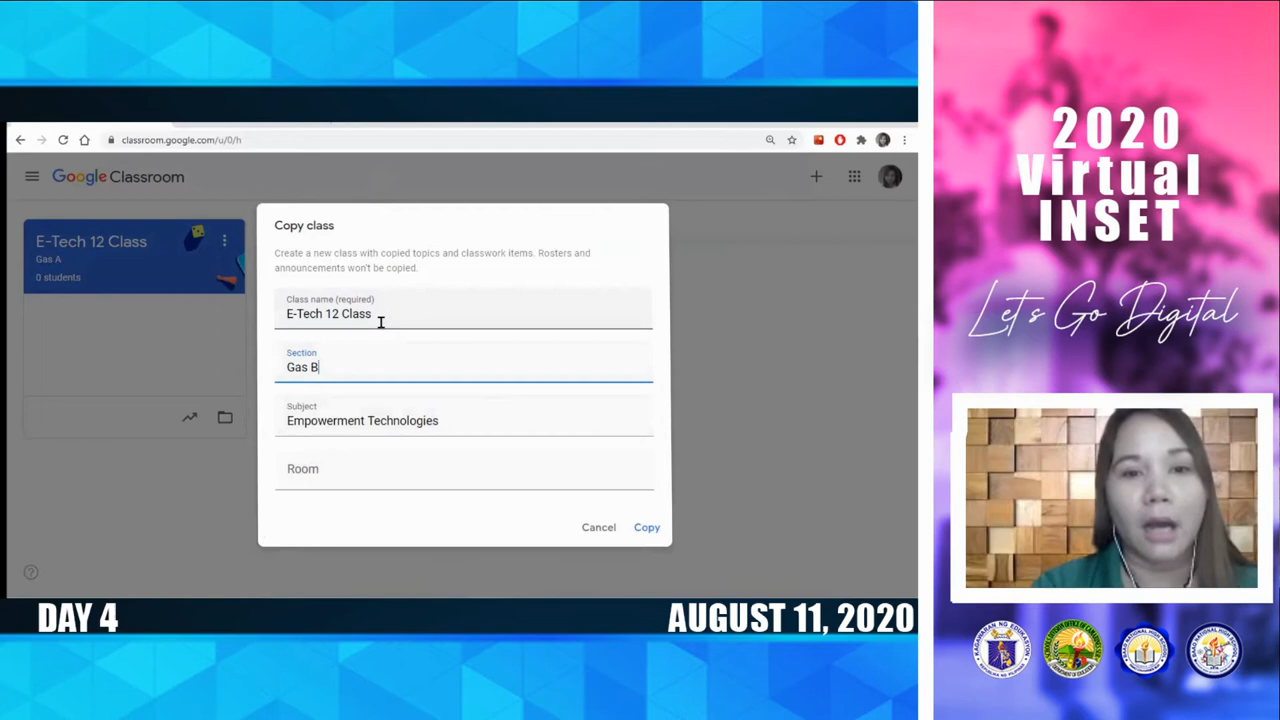 classroom.google.com/u/0/h
Google Classroom
E-Tech 12 Class
Gas A
0 students
Copy class
Create a new class with copied topics and classwork items. Rosters and
announcements won't be copied.
Class name (required)
E-Tech 12 Class
Section
Gas B
Subject
Empowerment Technologies
Room
Cancel
Copy
DAY 4
AUGUST 11, 2020
2020
Virtual
INSET
Let's Go Digital